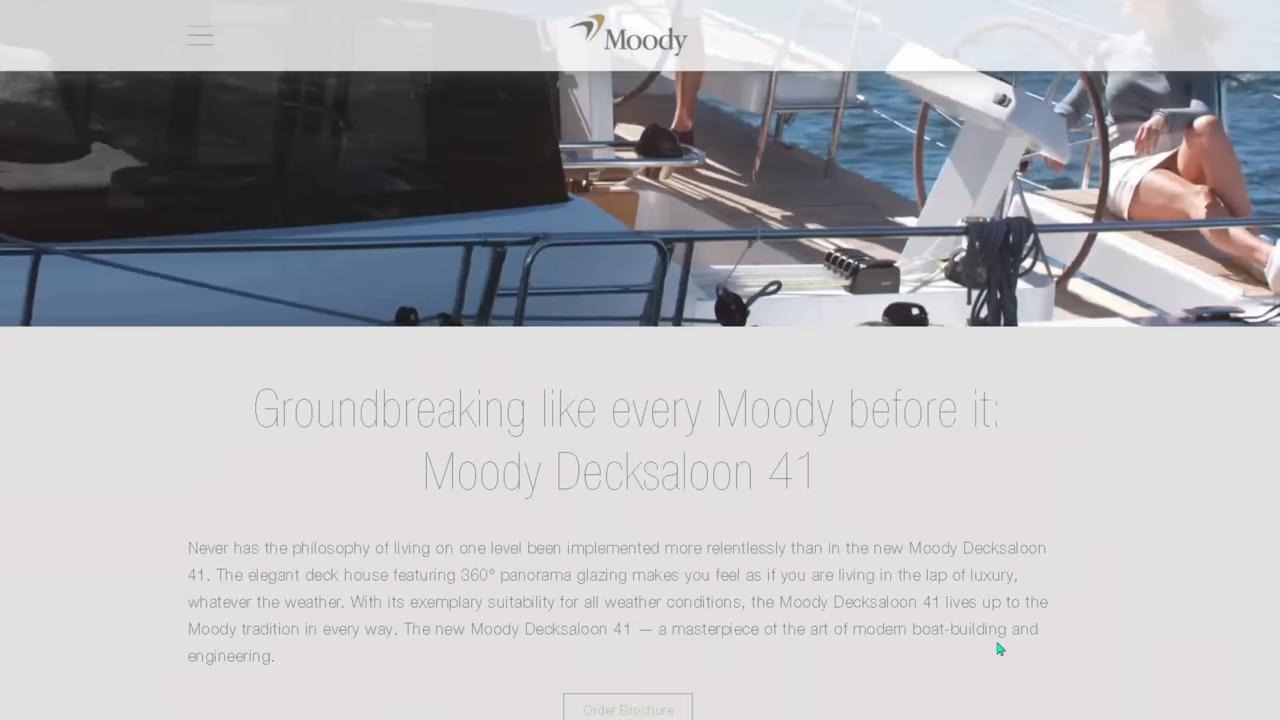 Moody
Groundbreaking like every Moody before it:
Moody Decksaloon 41
Never has the philosophy of living on one level been implemented more relentlessly than in the new Moody Decksaloon
41. The elegant deck house featuring 360° panorama glazing makes you feel as if you are living in the lap of luxury,
whatever the weather. With its exemplary suitability for all weather conditions, the Moody Decksaloon 41 lives up to the
Moody tradition in every way. The new Moody Decksaloon 41 — a masterpiece of the art of modern boat-building and
engineering.
Order Brochure